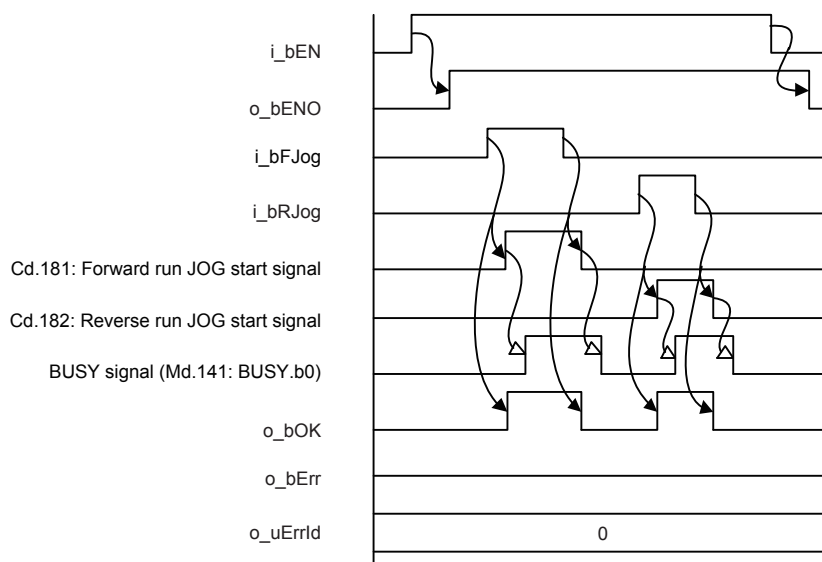 i_bEN
o_bENO
i_bFJog
i_bRJog
Cd.181: Forward run JOG start signal
Cd.182: Reverse run JOG start signal
BUSY signal (Md.141: BUSY.b0)
o_bOK
o_bErr
o_uErrId
0